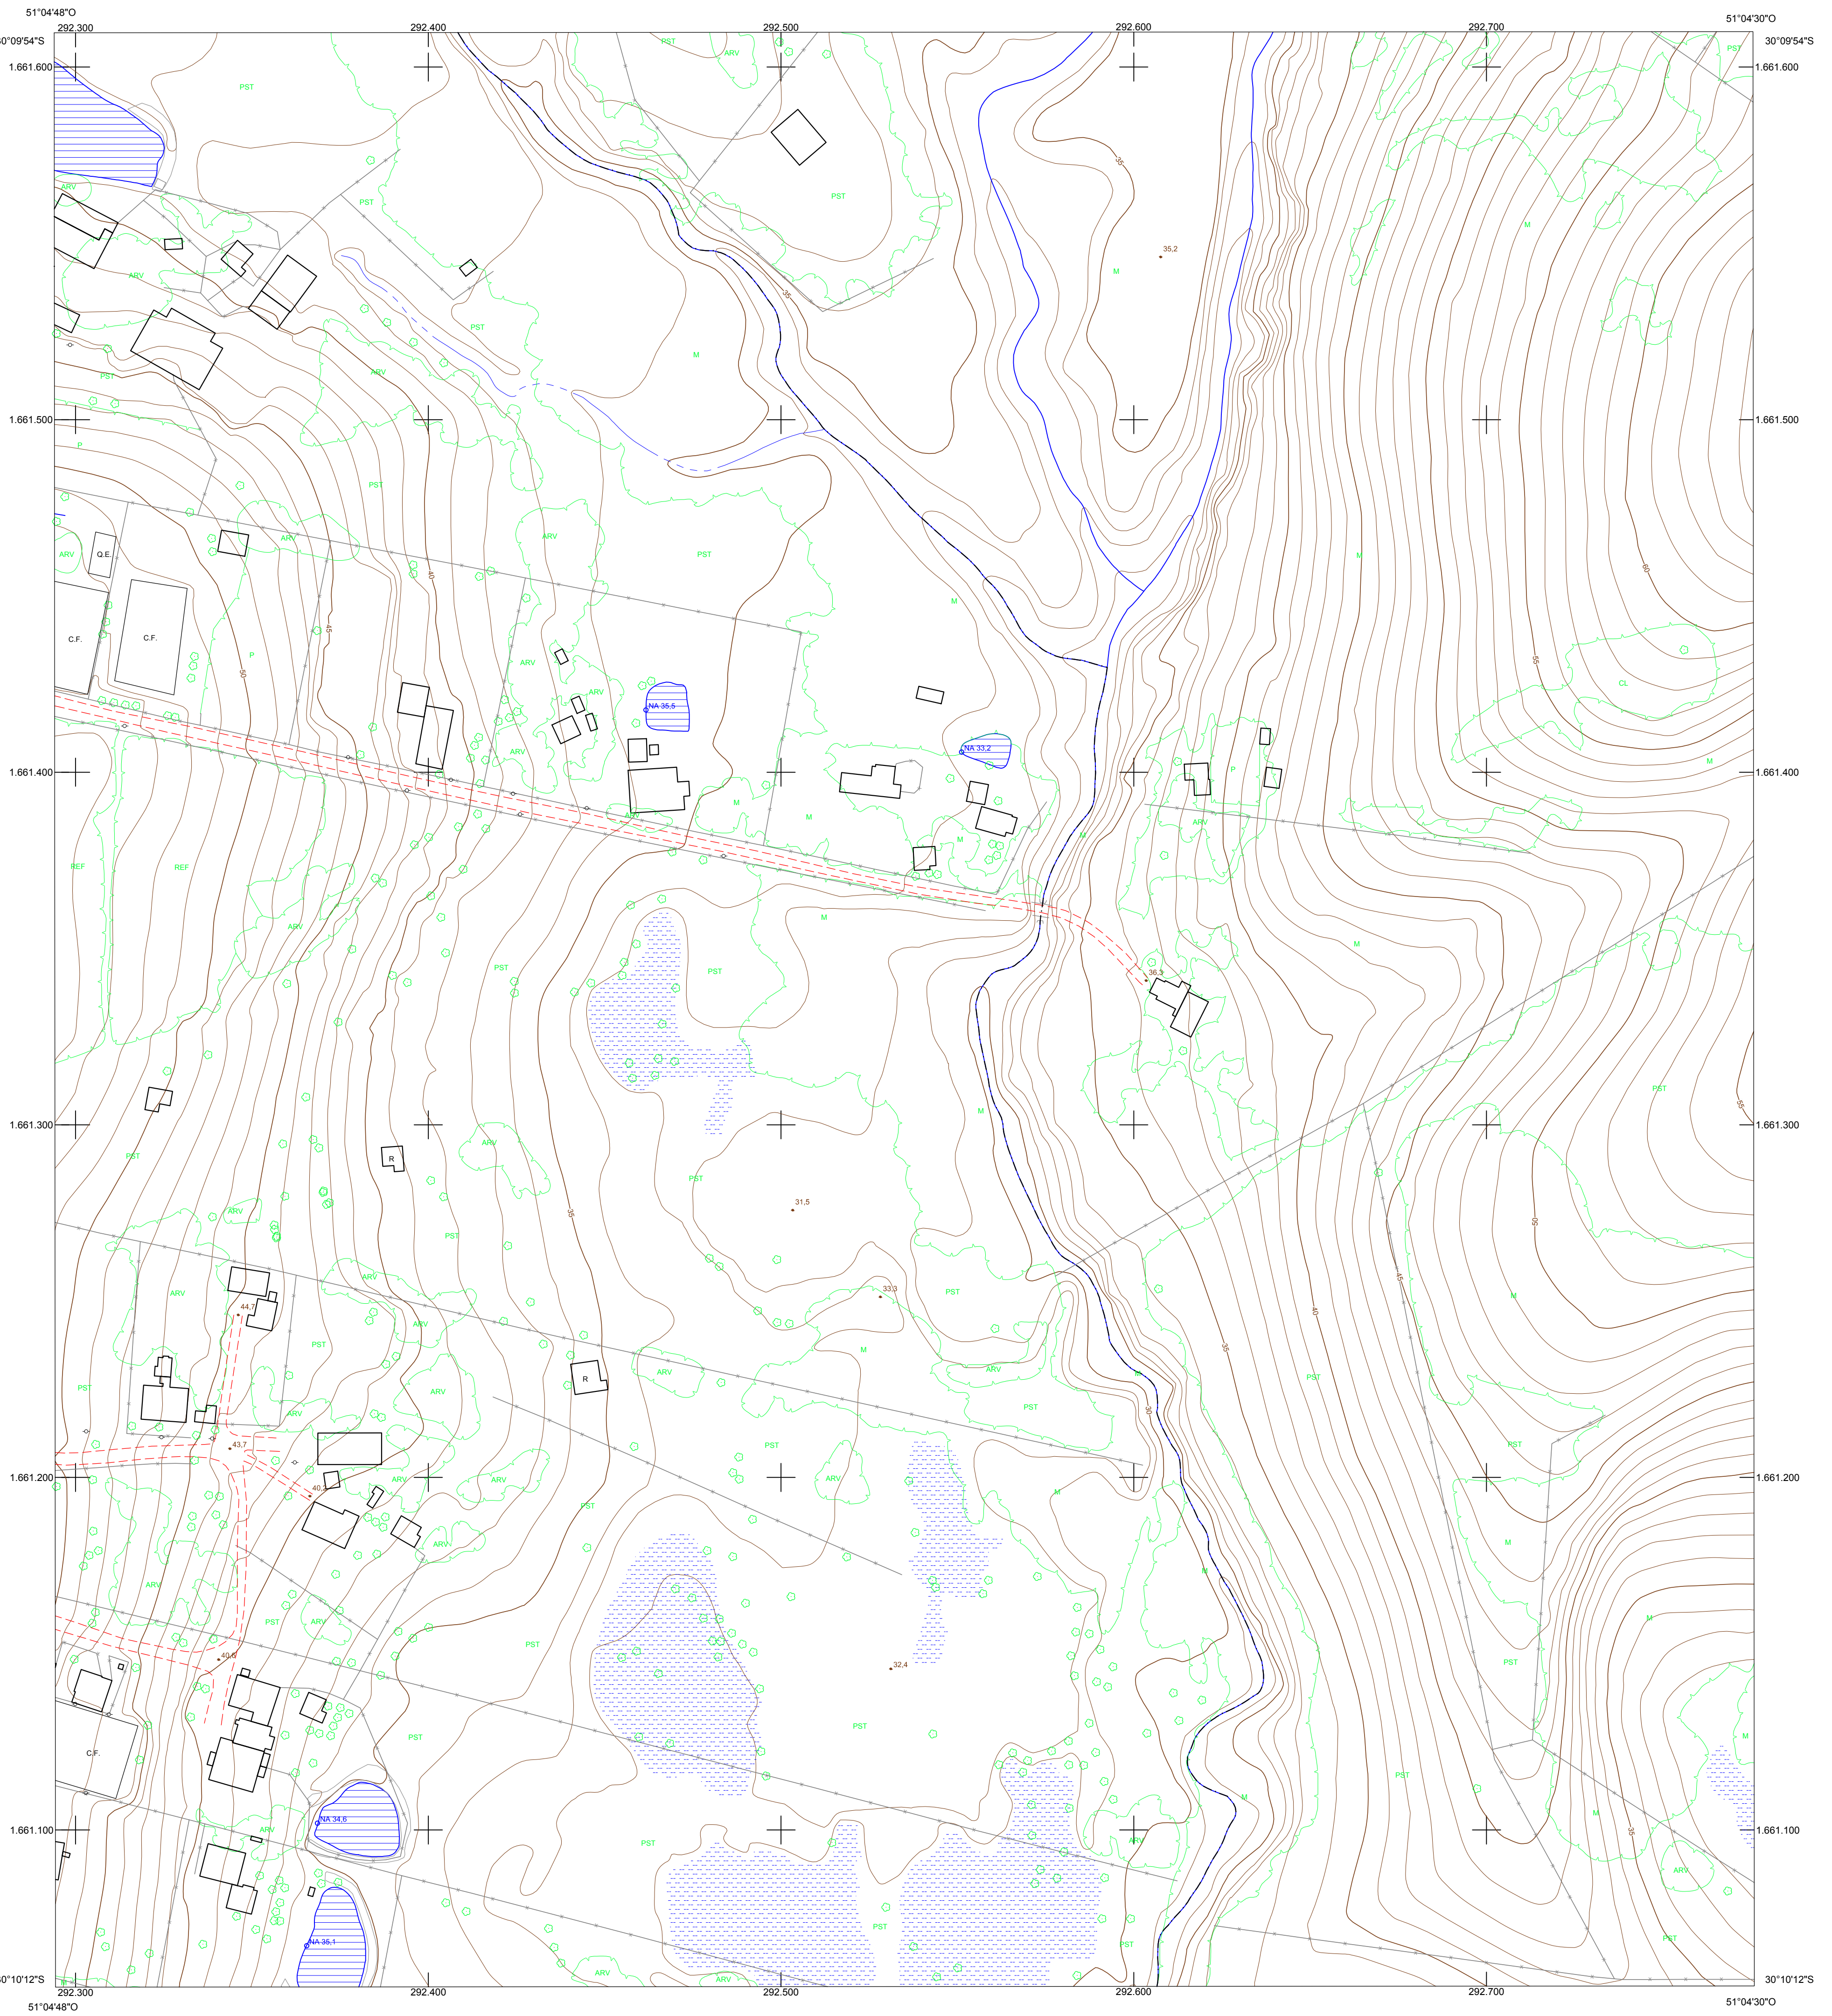 51°04'48"O
51°04'30"O
292.300
292.400
292.500
292.600
292.700
0°09'54"S
30°09'54"S
1.661.600
1.661.600
PST
ARV
PST
PST
ARV
PST
PST
M
M
35
35,2
ARV
35
PST
M
ARV
PST
1.661.500
1.661.500
P
PST
ARV
ARV
Q.E.
ARV
PST
M
60
40
M
45
C.F.
C.F.
P
ARV
50
ARV
55
CL
NA 35,5
NA 33,2
M
P
1.661.400
1.661.400
ARV
M
ARV
M
ARV
M
M
REF
REF
ARV
M
M
PST
PST
36,3
M
PST
55
1.661.300
1.661.300
ARV
PST
R
PST
31,5
ARV
35
50
PST
45
ARV
ARV
33,3
PST
M
40
44,7
ARV
PST
M
35
ARV
ARV
M
PST
PST
ARV
30
PST
R
ARV
43,7
PST
PST
1.661.200
1.661.200
ARV
ARV
ARV
M
PST
ARV
M
ARV
M
PST
ARV
M
PST
40,6
32,4
PST
PST
PST
M
C.F.
PST
M
NA 34,6
M
35
1.661.100
1.661.100
ARV
PST
ARV
ARV
PST
NA 35,1
PST
PST
ARV
ARV
0°10'12"S
30°10'12"S
292.300
292.400
292.500
292.600
292.700
51°04'48"O
51°04'30"O